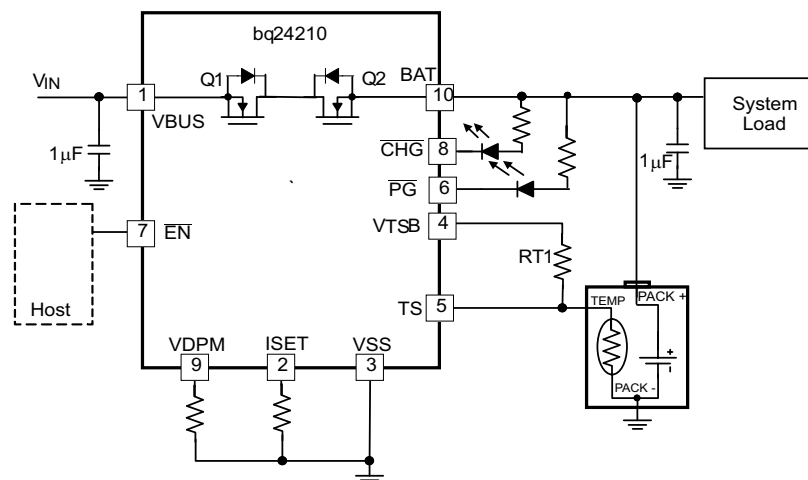 bq24210
VIN
Q1
Q2
BAT
1
10
VBUS
System
Load
1μF
CHG
8
1μF
PG
6
7
EN
VTSB
4
RT1
Host
TS
5
TEMP
PACK +
VDPM
ISET
VSS
9
2
3
+
-
PACK -